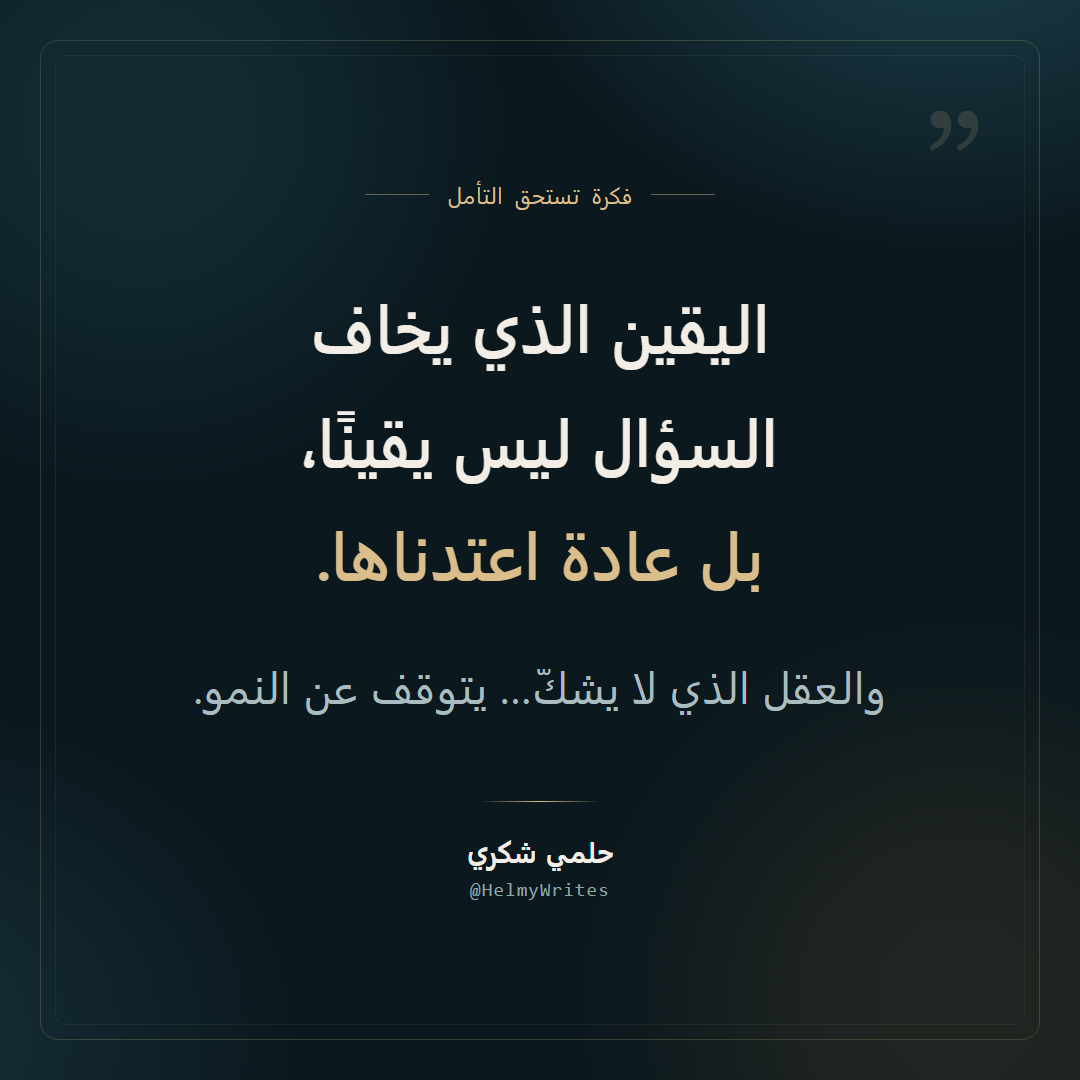 فكرة تستحق التأمل
اليقين الذي يخاف
السؤال ليس يقينًا،
بل عادة اعتدناها.
والعقل الذي لا يشكّ... يتوقف عن النمو.
حلمي شكري
@HelmyWrites